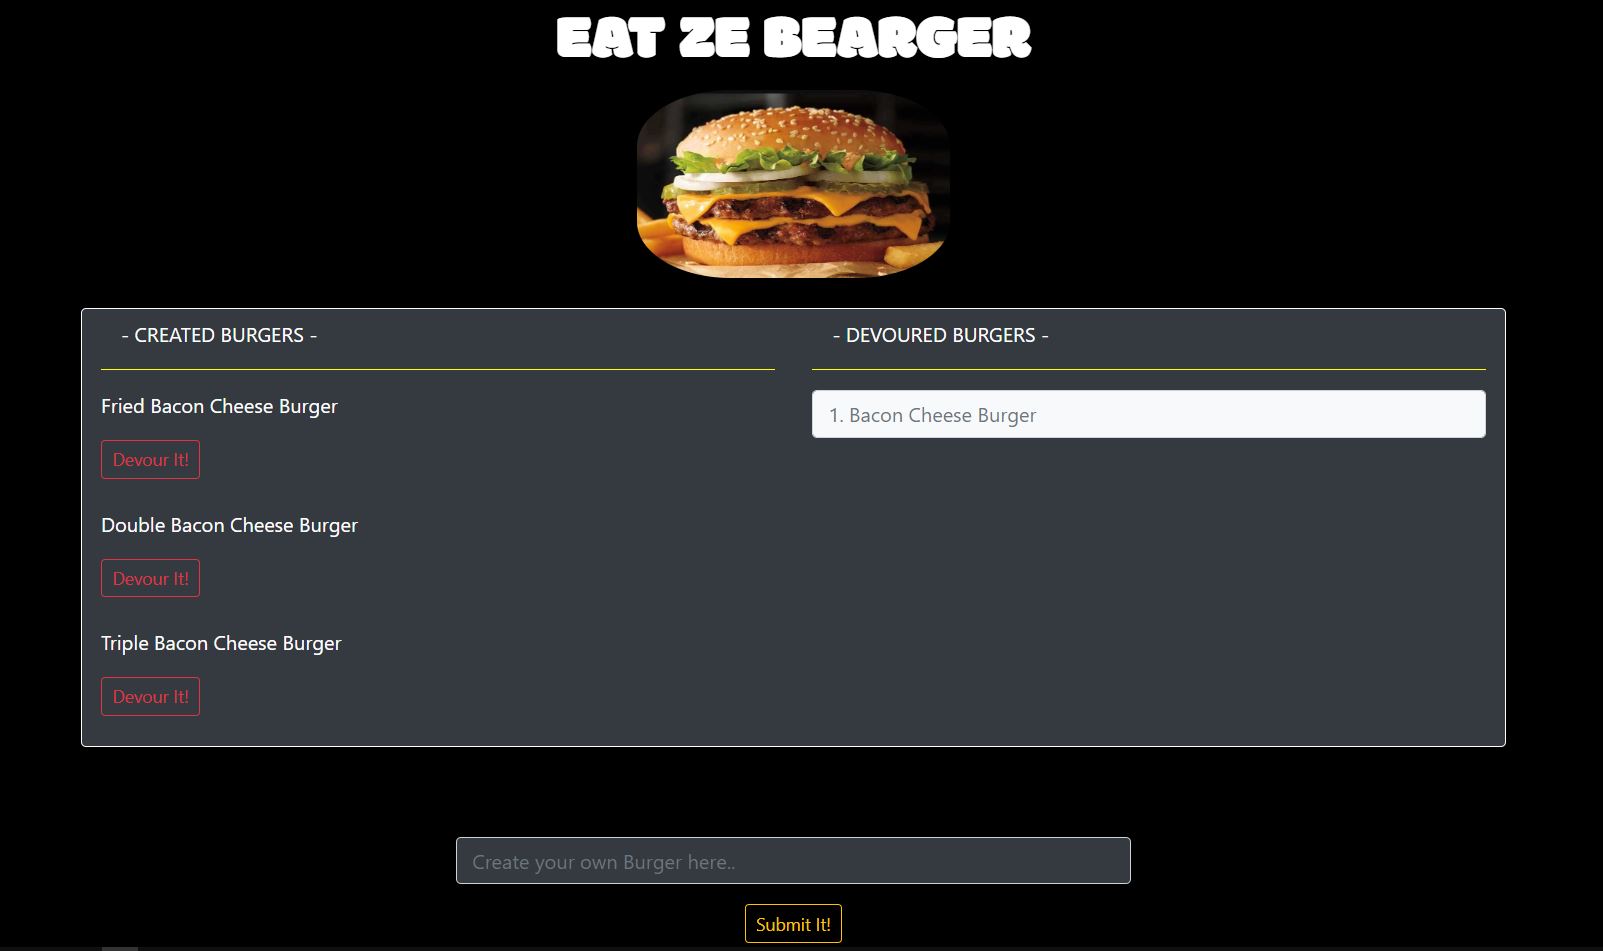 EAT ZE BEARGER
- CREATED BURGERS -
Fried Bacon Cheese Burger
Devour It!
Double Bacon Cheese Burger
Devour It!
Triple Bacon Cheese Burger
Devour It!
- DEVOURED BURGERS -
1. Bacon Cheese Burger
Create your own Burger here..
Submit It!